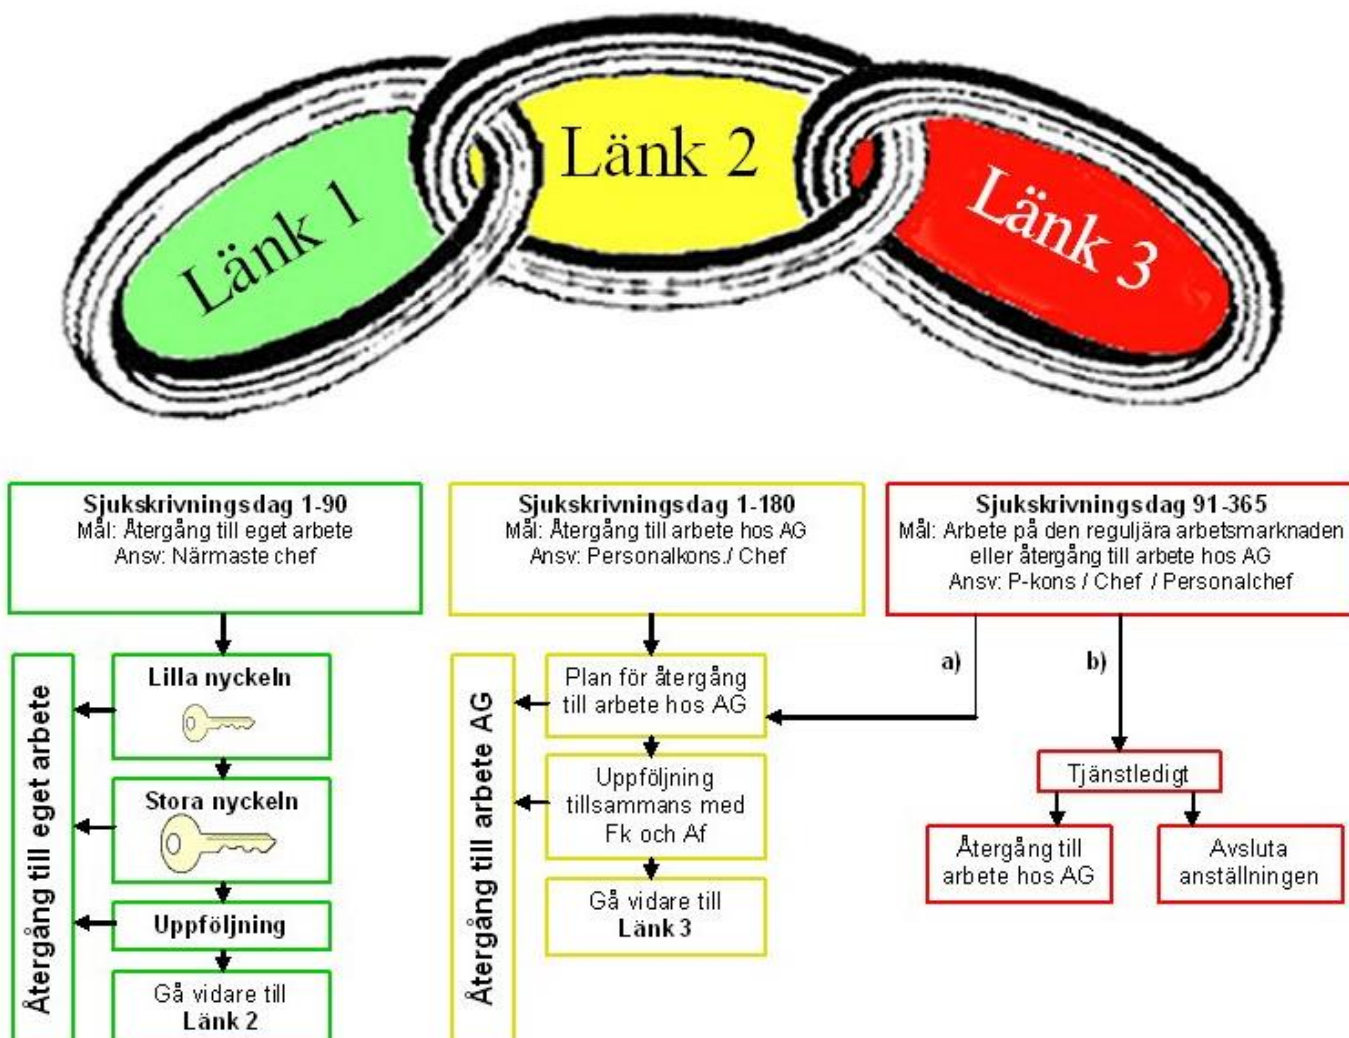 Länk 1
Länk 2
Länk 3
Sjukskrivningsdag 1-90
Mål: Återgång till eget arbete
Ansv: Närmaste chef
Lilla nyckeln
Stora nyckeln
Uppföljning
Gå vidare till
Länk 2
Återgång till eget arbete
Sjukskrivningsdag 1-180
Mål: Återgång till arbete hos AG
Ansv: Personalkons./ Chef
Plan för återgång
till arbete hos AG
Uppföljning
tillsammans med
Fk och Af
Gå vidare till
Länk 3
Återgång till arbete AG
Sjukskrivningsdag 91-365
Mål: Arbete på den reguljära arbetsmarknaden
eller återgång till arbete hos AG
Ansv: P-kons / Chef / Personalchef
a)
b)
Tjänstledigt
Återgång till
arbete hos AG
Avsluta
anställningen